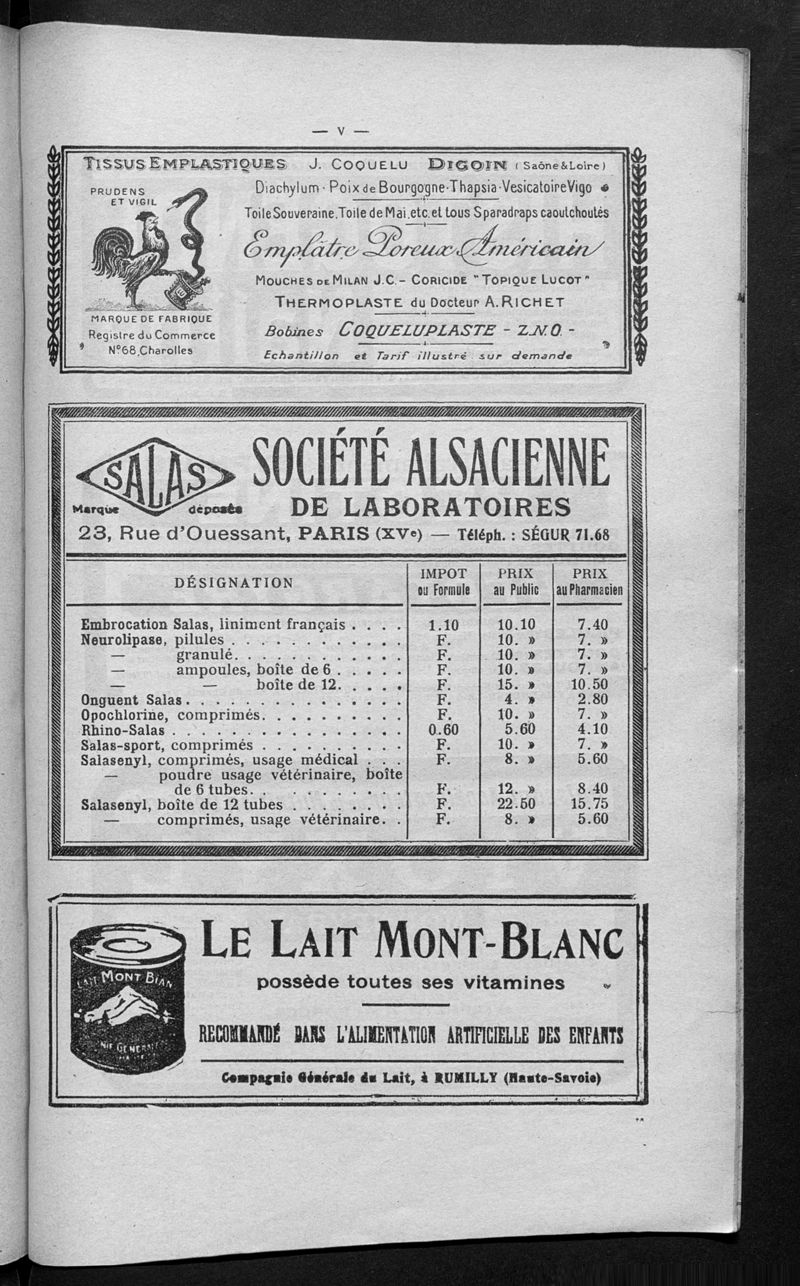 — V —
TISSUS EMPLASTIQUES J. COQUELU DIGOIN (Saône&Loire)
PRUDENS
ET VIGIL
MARQUE DE FABRIQUE
Registre du Commerce
N°68,Charolles
Diachylum · Poix de Bourgogne · Thapsia · Vesicatoire Vigo
Toile Souveraine, Toile de Mai, etc. et tous Sparadraps caoutchoutés
Emplâtre Poreux Américain
MOUCHES DE MILAN J.C. – CORICIDE "TOPIQUE LUCOT"
THERMOPLASTE du Docteur A. RICHET
Bobines COQUELUPLASTE - Z.N.O. -
Echantillon et Tarif illustré sur demande
SALAS
Marque déposée
SOCIÉTÉ ALSACIENNE
DE LABORATOIRES
23, Rue d'Ouessant, PARIS (XVe) — Téléph. : SÉGUR 71.68
DÉSIGNATION IMPOT ou Formule PRIX au Public PRIX au Pharmacien
Embrocation Salas, liniment français . . . . 1.10 10.10 7.40
Neurolipase, pilules . . . . . . . . . . . . F. 10. » 7. »
— granulé. . . . . . . . . . . . F. 10. » 7. »
— ampoules, boîte de 6 . . . . . F. 10. » 7. »
— — boîte de 12. . . . . F. 15. » 10.50
Onguent Salas. . . . . . . . . . . . . . . F. 4. » 2.80
Opochlorine, comprimés. . . . . . . . . . F. 10. » 7. »
Rhino-Salas . . . . . . . . . . . . . . . . 0.60 5.60 4.10
Salas-sport, comprimés . . . . . . . . . . F. 10. » 7. »
Salasenyl, comprimés, usage médical . . . F. 8. » 5.60
— poudre usage vétérinaire, boîte
de 6 tubes. . . . . . . . . . . F. 12. » 8.40
Salasenyl, boîte de 12 tubes . . . . . . . . F. 22.50 15.75
— comprimés, usage vétérinaire. . F. 8. » 5.60
LAIT MONT BLAN
LE LAIT MONT-BLANC
possède toutes ses vitamines
RECOMMANDÉ DANS L'ALIMENTATION ARTIFICIELLE DES ENFANTS
Compagnie Générale du Lait, à RUMILLY (Haute-Savoie)